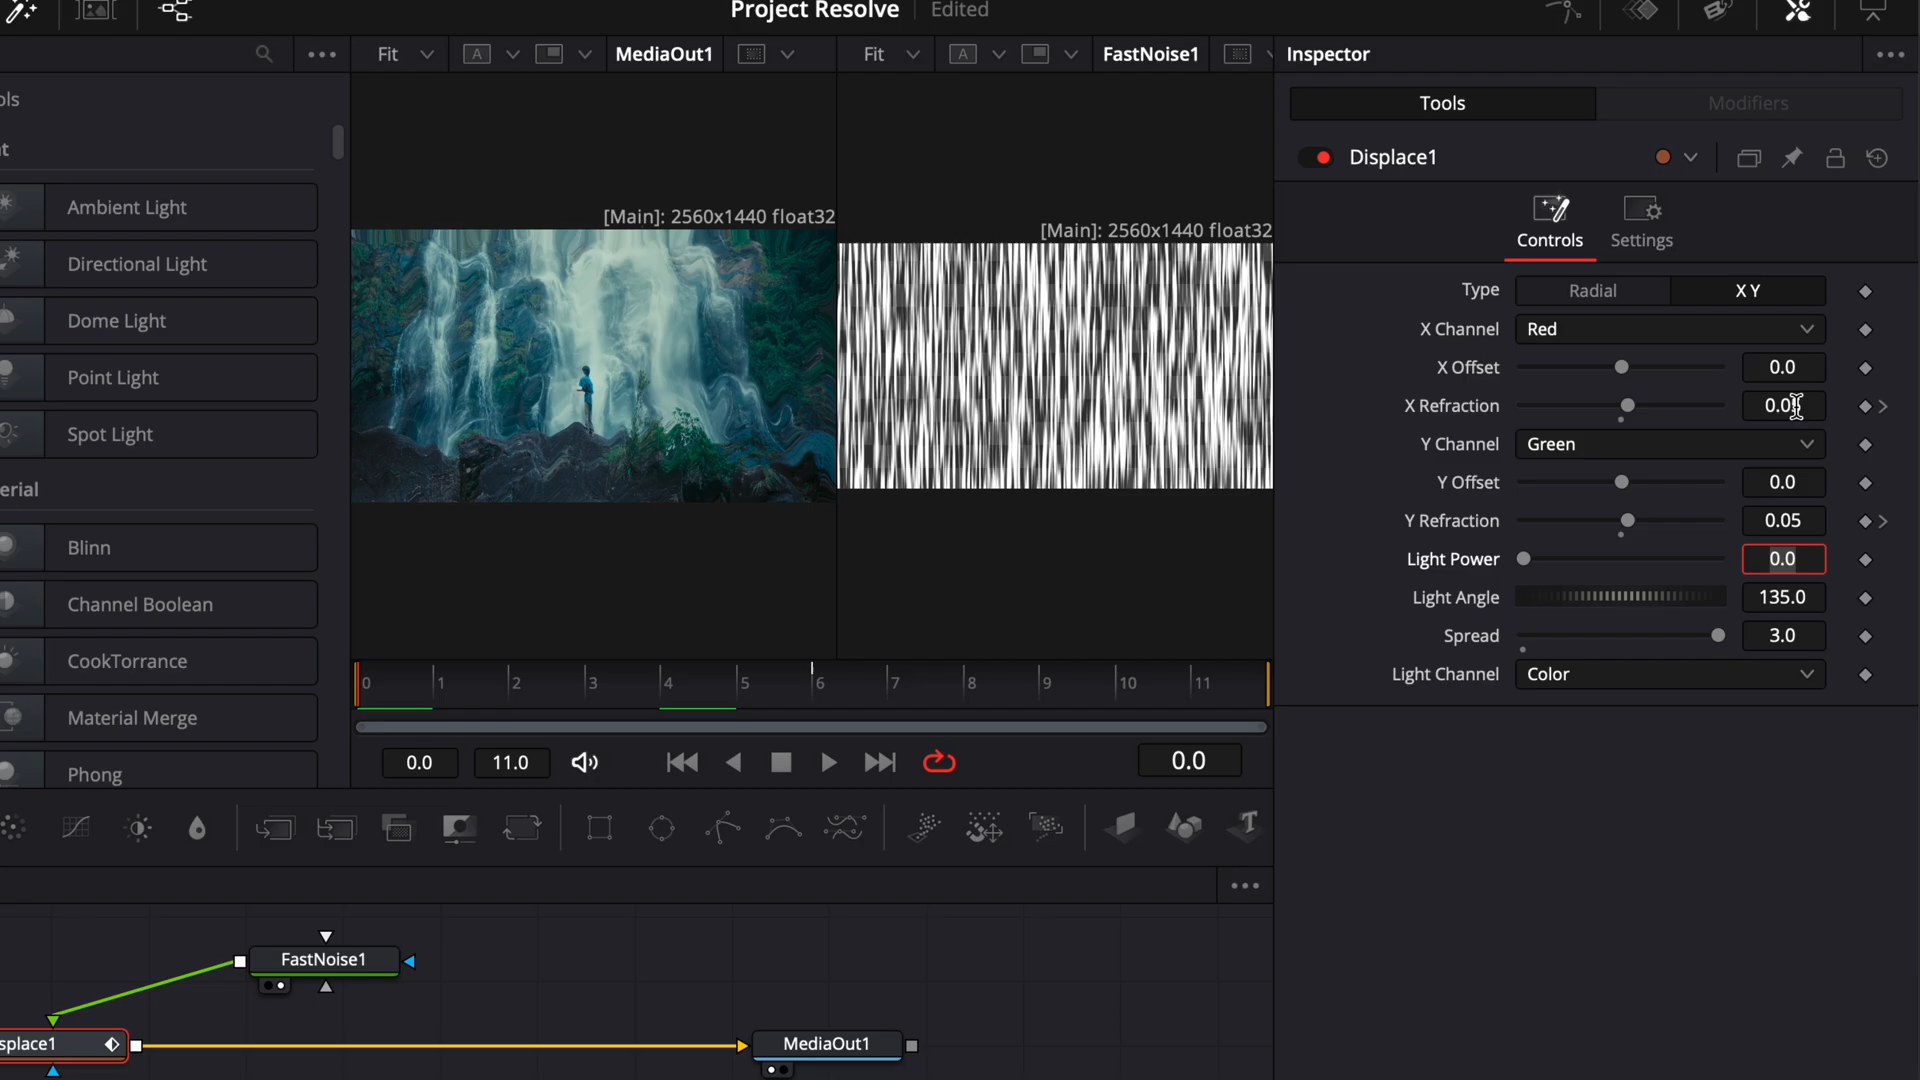 Project Resolve
Edited
Fit
A
MediaOut1
Fit
A
FastNoise1
Inspector
ols
Tools
Modifiers
t
Displace1
Ambient Light
Directional Light
Dome Light
Point Light
Spot Light
erial
Blinn
Channel Boolean
CookTorrance
Material Merge
Phong
[Main]: 2560x1440 float32
[Main]: 2560x1440 float32
Controls
Settings
Type
Radial
X Y
X Channel
Red
X Offset
0.0
X Refraction
Y Channel
Green
Y Offset
0.0
Y Refraction
0.05
Light Power
0.0
Light Angle
135.0
Spread
3.0
Light Channel
Color
0 1 2 3 4 5 6 7 8 9 10 11
0.0
11.0
0.0
T
FastNoise1
splace1
MediaOut1